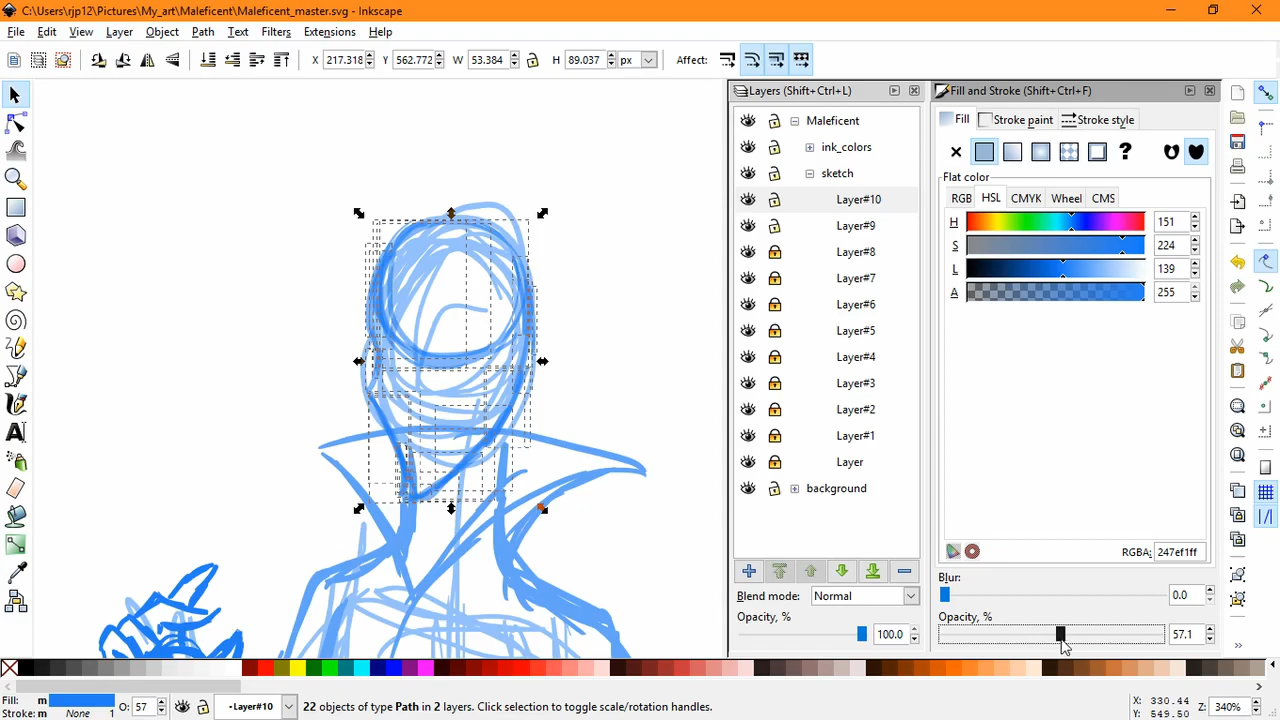 C:\Users\rjp12\Pictures\My_art\Maleficent\Maleficent_master.svg - Inkscape
File Edit View Layer Object Path Text Filters Extensions Help
X 217.318 Y 562.772 W 53.384 H 89.037 px Affect:
Layers (Shift+Ctrl+L)
Maleficent
ink_colors
sketch
Layer#10
Layer#9
Layer#8
Layer#7
Layer#6
Layer#5
Layer#4
Layer#3
Layer#2
Layer#1
Layer
background
Blend mode: Normal
Opacity, %
100.0
Fill and Stroke (Shift+Ctrl+F)
Fill Stroke paint Stroke style
Flat color
RGB HSL CMYK Wheel CMS
H 151
S 224
L 139
A 255
RGBA: 247ef1ff
Blur:
0.0
Opacity, %
57.1
Fill: m
Stroke: m None 1
O: 57
•Layer#10
22 objects of type Path in 2 layers. Click selection to toggle scale/rotation handles.
X: 330.44
Y: 549.50
Z: 340%